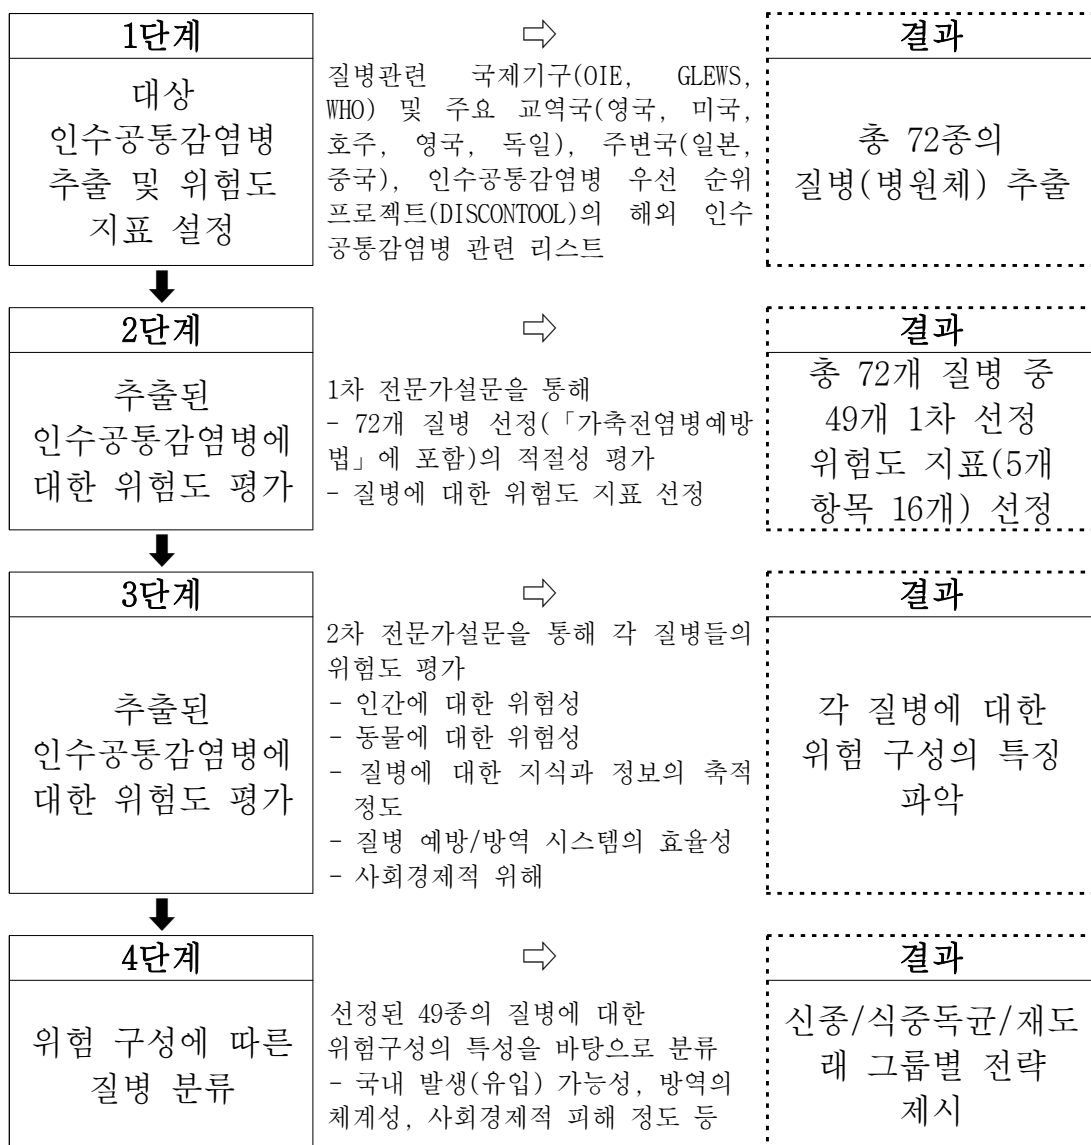 1단계
대상
인수공통감염병
추출 및 위험도
지표 설정
⇨
질병관련 국제기구(OIE, GLEWS,
WHO) 및 주요 교역국(영국, 미국,
호주, 영국, 독일), 주변국(일본,
중국), 인수공통감염병 우선 순위
프로젝트(DISCONTOOL)의 해외 인수
공통감염병 관련 리스트
결과
총 72종의
질병(병원체) 추출
2단계
추출된
인수공통감염병에
대한 위험도 평가
⇨
1차 전문가설문을 통해
- 72개 질병 선정(「가축전염병예방
법」에 포함)의 적절성 평가
- 질병에 대한 위험도 지표 선정
결과
총 72개 질병 중
49개 1차 선정
위험도 지표(5개
항목 16개) 선정
3단계
추출된
인수공통감염병에
대한 위험도 평가
⇨
2차 전문가설문을 통해 각 질병들의
위험도 평가
- 인간에 대한 위험성
- 동물에 대한 위험성
- 질병에 대한 지식과 정보의 축적
정도
- 질병 예방/방역 시스템의 효율성
- 사회경제적 위해
결과
각 질병에 대한
위험 구성의 특징
파악
4단계
위험 구성에 따른
질병 분류
⇨
선정된 49종의 질병에 대한
위험구성의 특성을 바탕으로 분류
- 국내 발생(유입) 가능성, 방역의
체계성, 사회경제적 피해 정도 등
결과
신종/식중독균/재도
래 그룹별 전략
제시